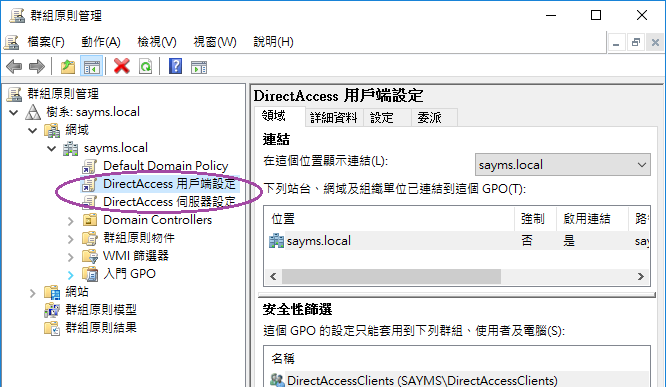 群組原則管理
檔案(F) 動作(A) 檢視(V) 視窗(W) 說明(H)
群組原則管理
樹系: sayms.local
網域
sayms.local
Default Domain Policy
DirectAccess 用戶端設定
DirectAccess 伺服器設定
Domain Controllers
群組原則物件
WMI 篩選器
入門 GPO
網站
群組原則模型
群組原則結果
DirectAccess 用戶端設定
領域 詳細資料 設定 委派
連結
在這個位置顯示連結(L): sayms.local
下列站台、網域及組織單位已連結到這個 GPO(T):
位置 強制 啟用連結
sayms.local 否 是
安全性篩選
這個 GPO 的設定只能套用到下列群組、使用者及電腦(S):
名稱
DirectAccessClients (SAYMS\DirectAccessClients)